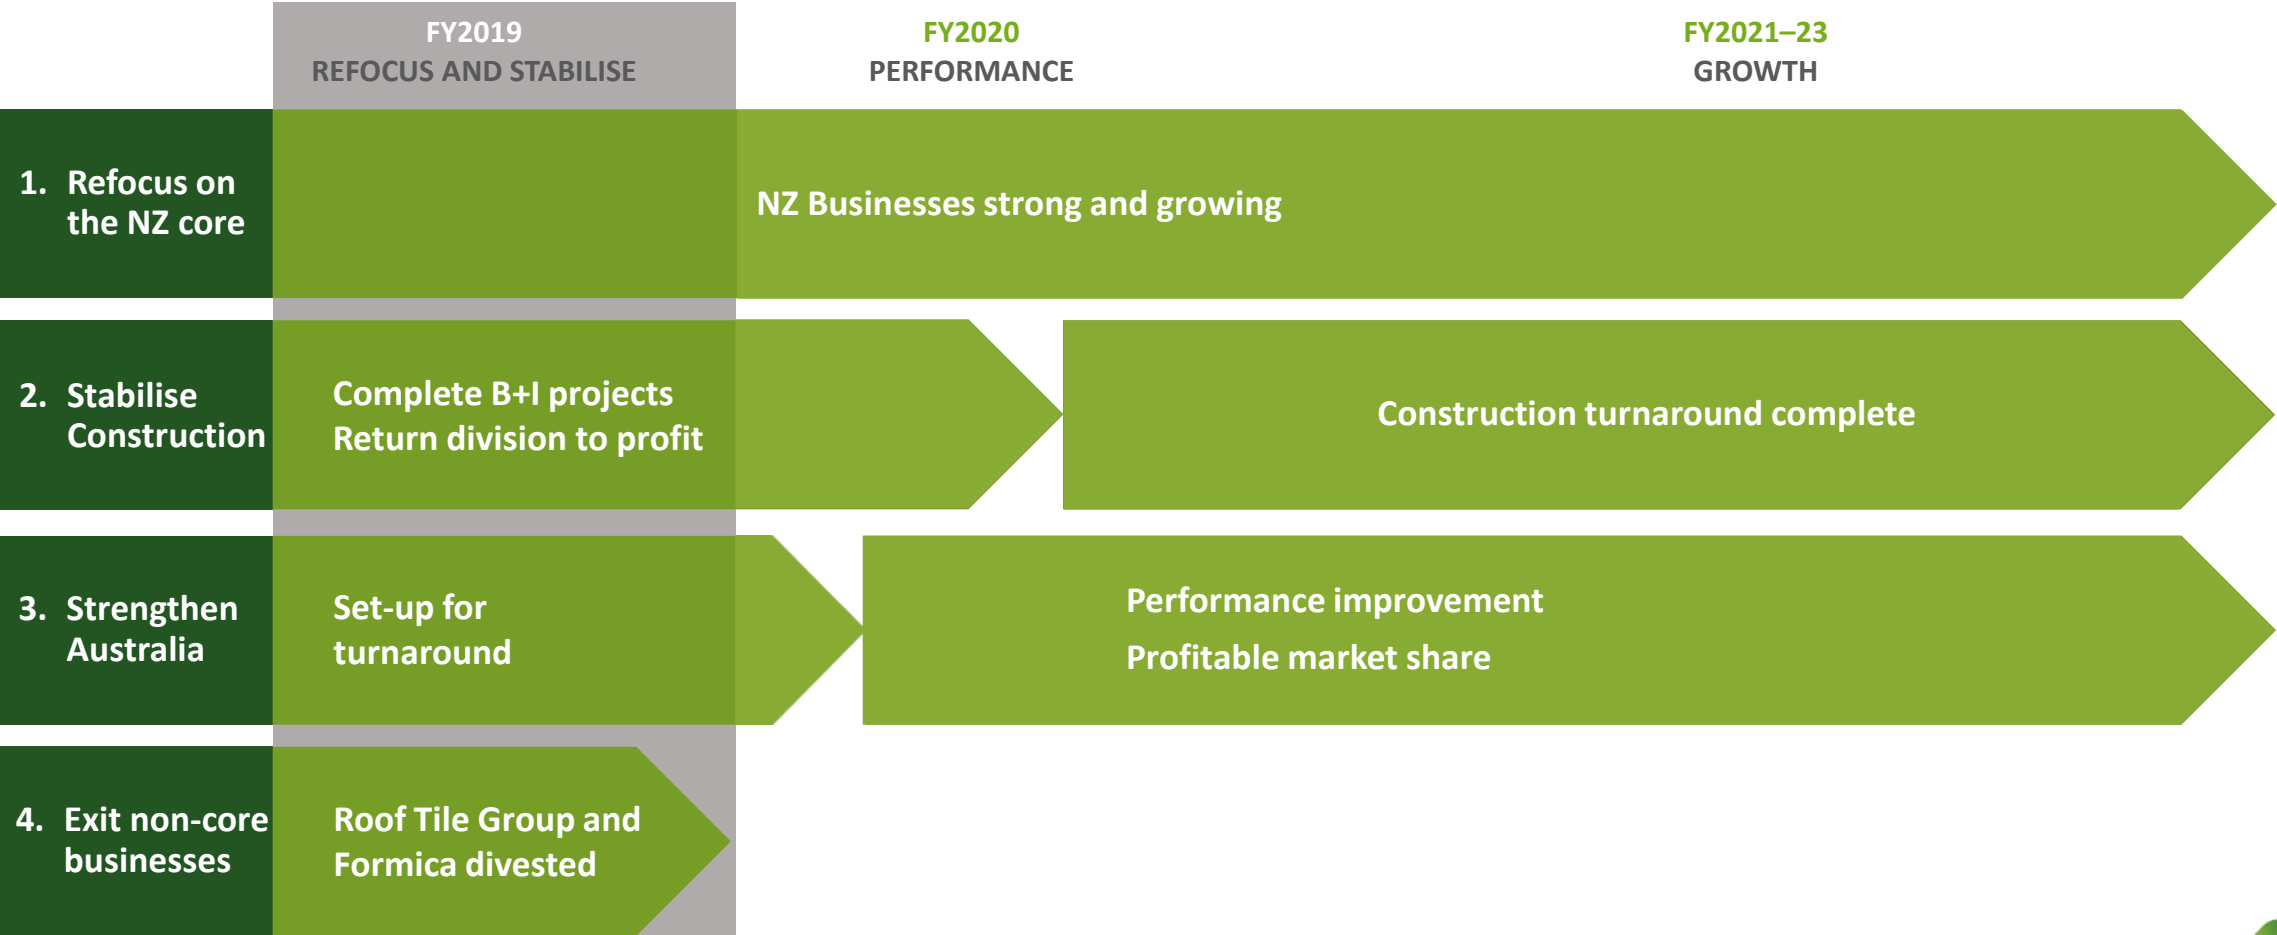 FY2019
REFOCUS AND STABILISE
FY2020
PERFORMANCE
FY2021–23
GROWTH
1. Refocus on
the NZ core
NZ Businesses strong and growing
2. Stabilise
Construction
Complete B+I projects
Return division to profit
Construction turnaround complete
3. Strengthen
Australia
Set-up for
turnaround
Performance improvement
Profitable market share
4. Exit non-core
businesses
Roof Tile Group and
Formica divested